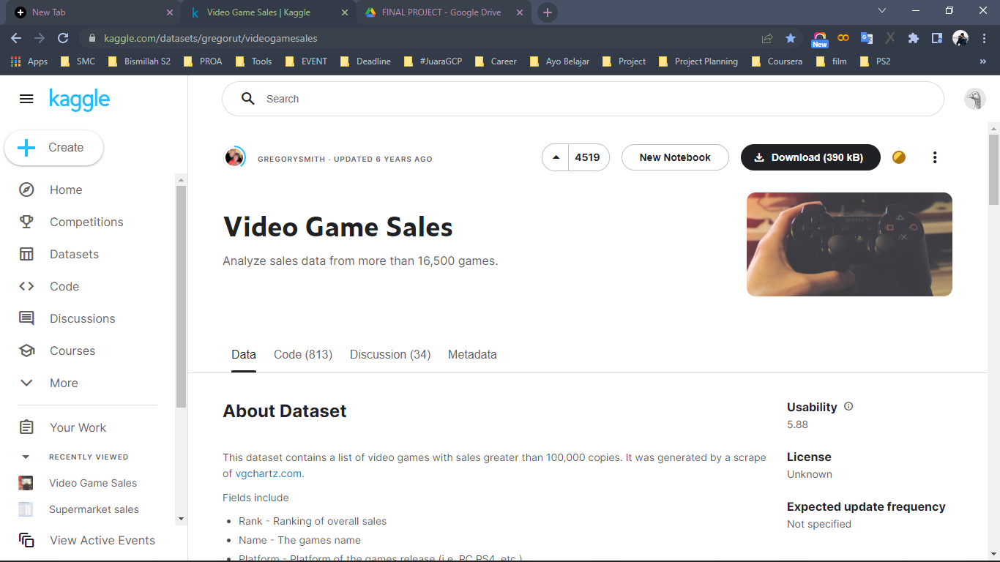 New Tab
Video Game Sales | Kaggle
FINAL PROJECT - Google Drive
kaggle.com/datasets/gregorut/videogamesales
New
Apps SMC Bismillah S2 PROA Tools EVENT Deadline #JuaraGCP Career Ayo Belajar Project Project Planning Coursera film PS2 »
kaggle
Search
Create
GREGORYSMITH · UPDATED 6 YEARS AGO
4519
New Notebook
Download (390 kB)
Home
Competitions
Datasets
Code
Discussions
Courses
More
Your Work
RECENTLY VIEWED
Video Game Sales
Supermarket sales
View Active Events
Video Game Sales
Analyze sales data from more than 16,500 games.
SONY
Data Code (813) Discussion (34) Metadata
About Dataset
This dataset contains a list of video games with sales greater than 100,000 copies. It was generated by a scrape
of vgchartz.com.
Fields include
• Rank - Ranking of overall sales
• Name - The games name
• Platform - Platform of the games release (i.e. PC,PS4, etc.)
Usability
5.88
License
Unknown
Expected update frequency
Not specified